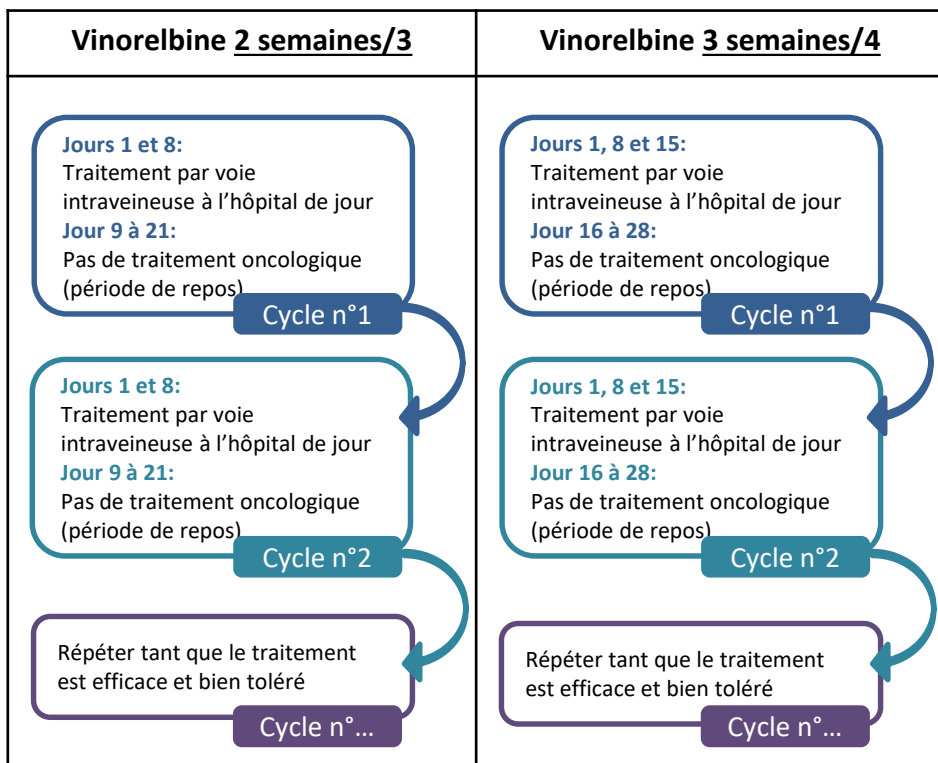 Vinorelbine 2 semaines/3
Jours 1 et 8:
Traitement par voie
intraveineuse à l'hôpital de jour
Jour 9 à 21:
Pas de traitement oncologique
(période de repos)
Cycle n°1
Jours 1 et 8:
Traitement par voie
intraveineuse à l'hôpital de jour
Jour 9 à 21:
Pas de traitement oncologique
(période de repos)
Cycle n°2
Répéter tant que le traitement
est efficace et bien toléré
Cycle n°...
Vinorelbine 3 semaines/4
Jours 1, 8 et 15:
Traitement par voie
intraveineuse à l'hôpital de jour
Jour 16 à 28:
Pas de traitement oncologique
(période de repos)
Cycle n°1
Jours 1, 8 et 15:
Traitement par voie
intraveineuse à l'hôpital de jour
Jour 16 à 28:
Pas de traitement oncologique
(période de repos)
Cycle n°2
Répéter tant que le traitement
est efficace et bien toléré
Cycle n°...